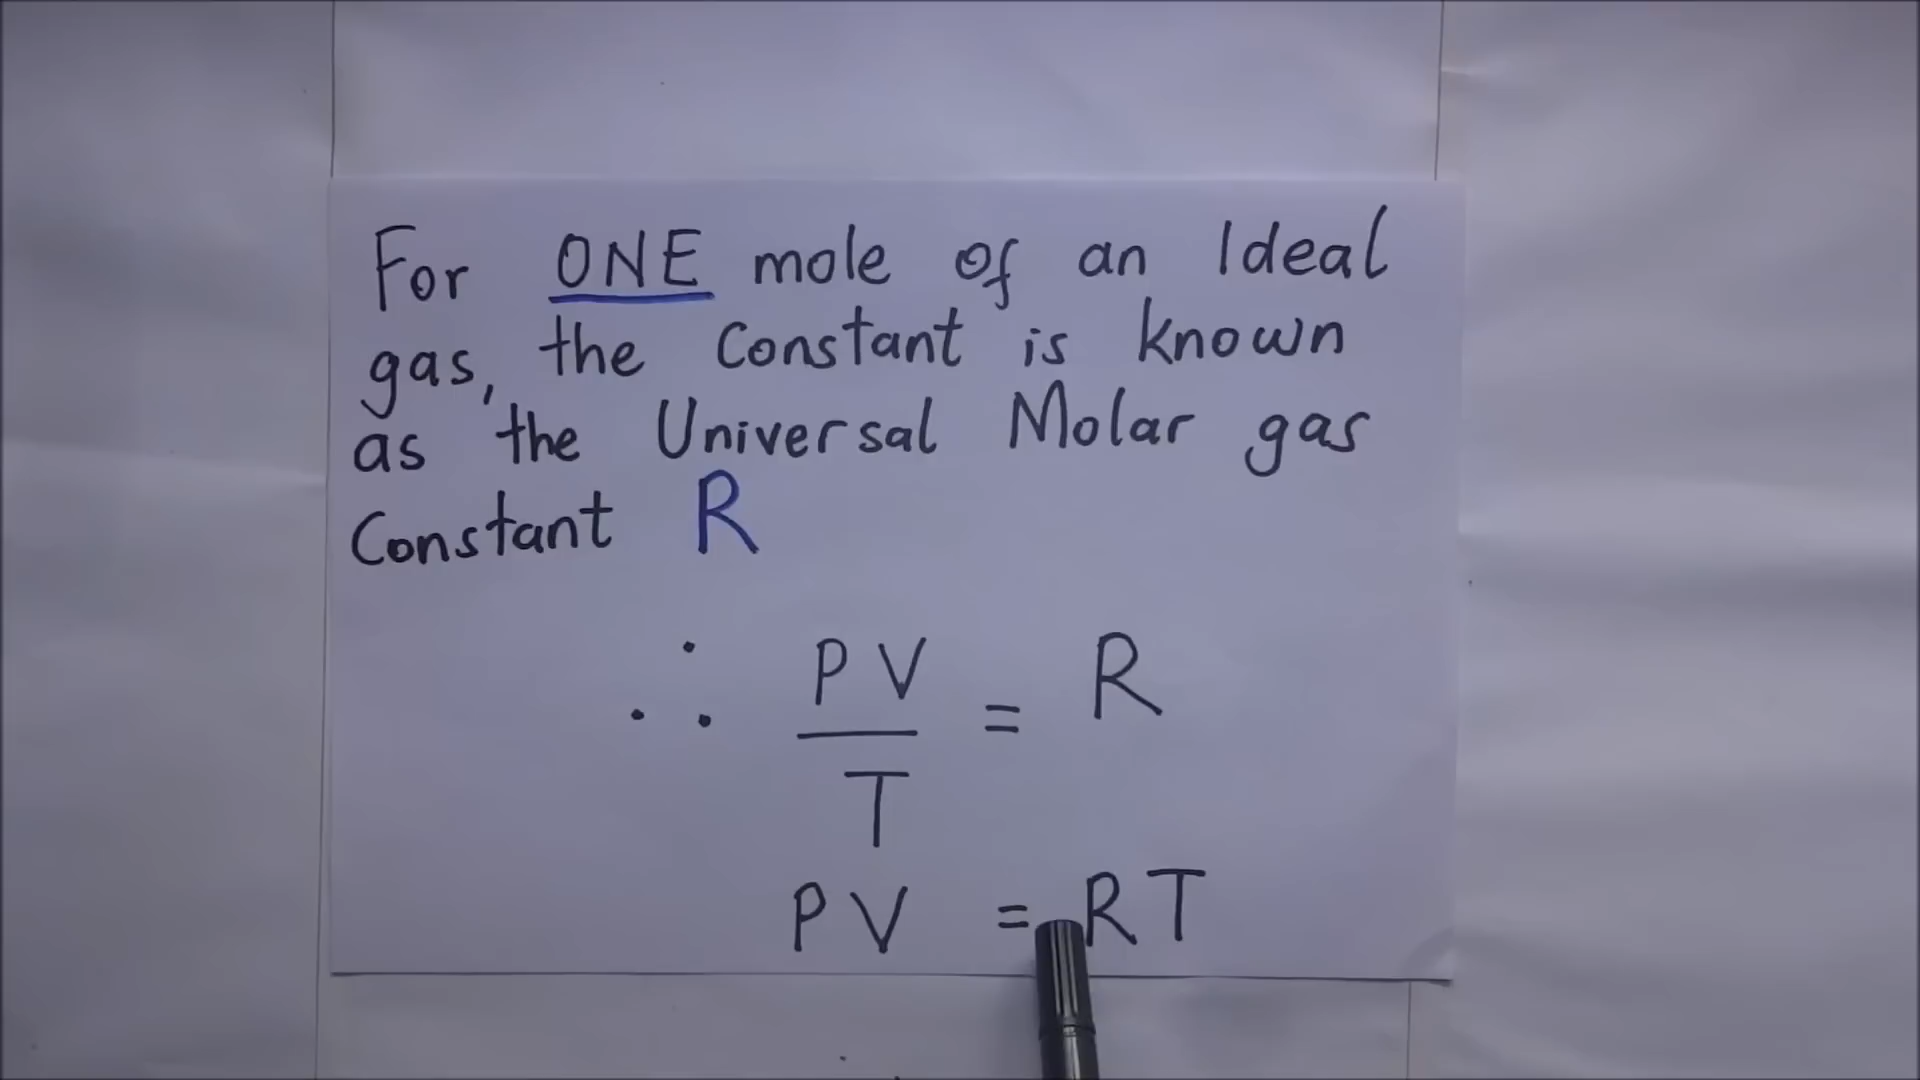 For ONE mole of an Ideal
gas, the Constant is known
as the Universal Molar gas
Constant R
∴ PV = R
T
PV = RT